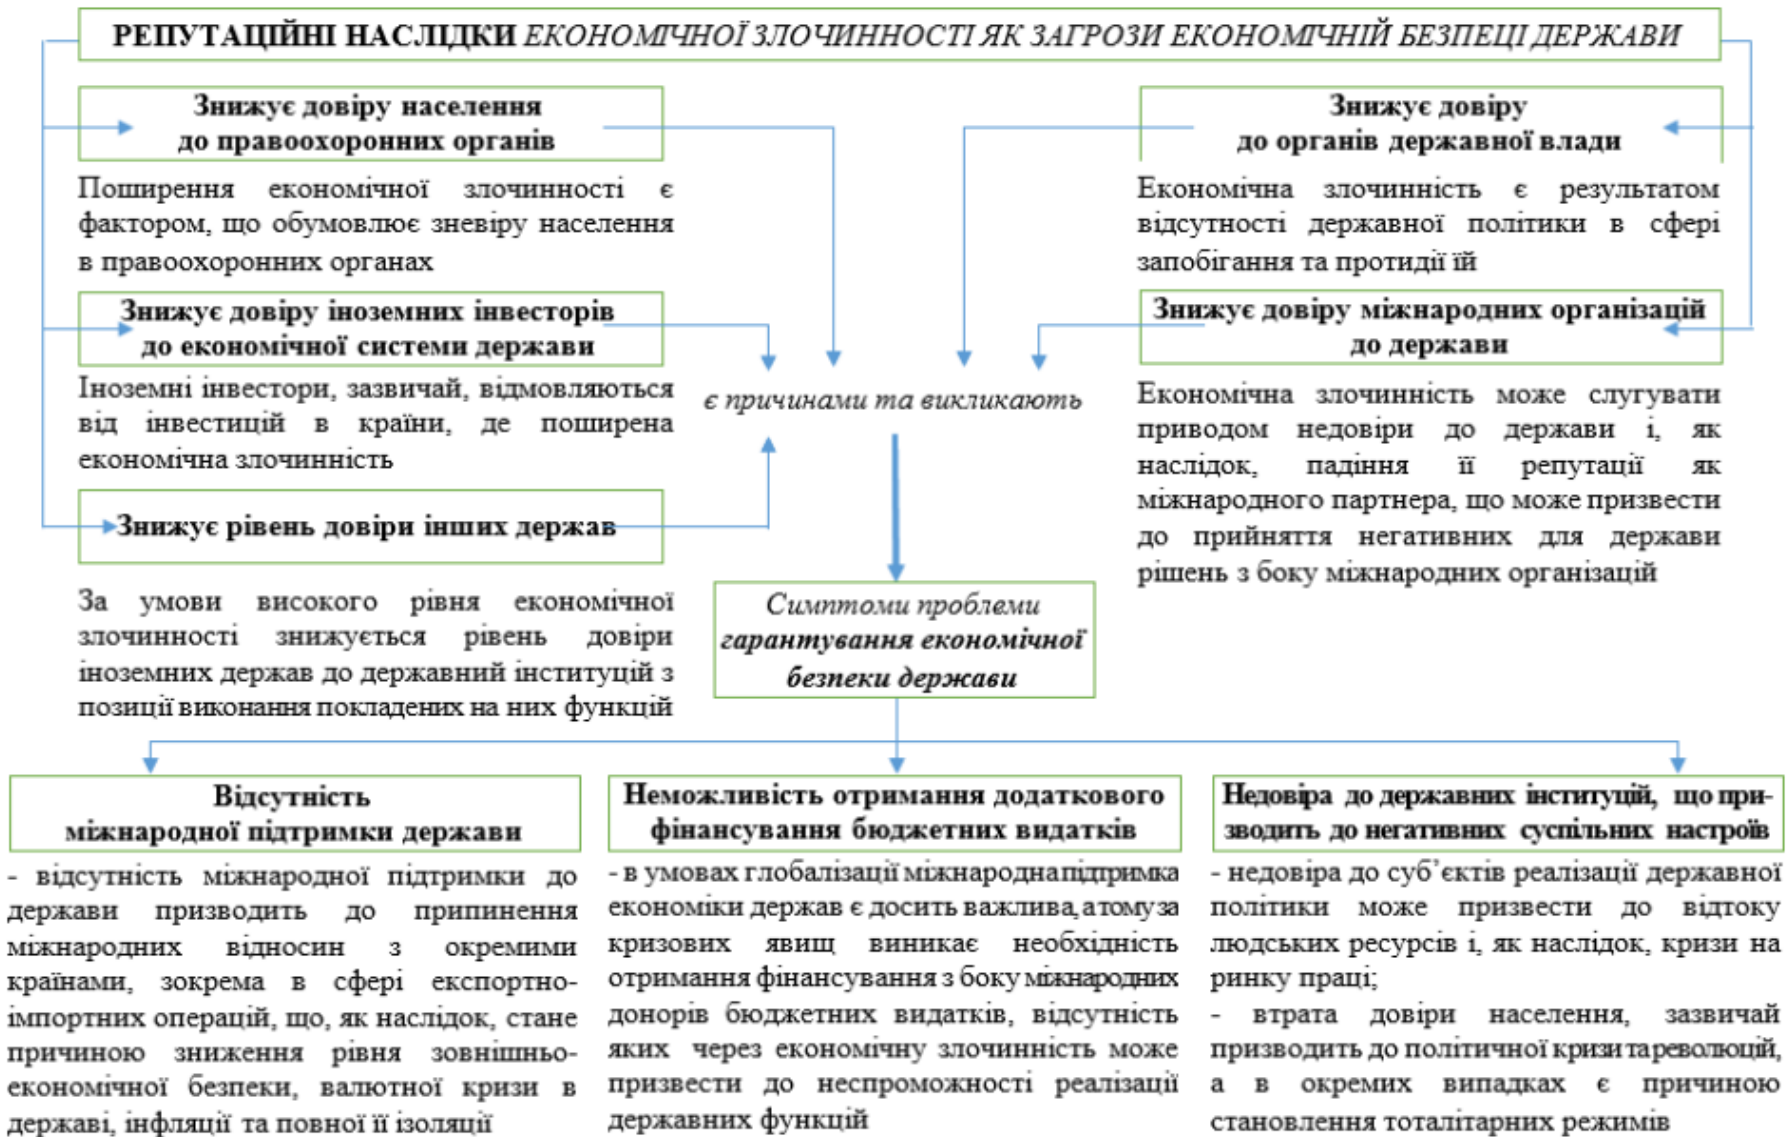 РЕПУТАЦІЙНІ НАСЛІДКИ ЕКОНОМІЧНОЇ ЗЛОЧИННОСТІ ЯК ЗАГРОЗИ ЕКОНОМІЧНІЙ БЕЗПЕЦІ ДЕРЖАВИ
Знижує довіру населення
до правоохоронних органів
Поширення економічної злочинності є
фактором, що обумовлює зневіру населення
в правоохоронних органах
Знижує довіру іноземних інвесторів
до економічної системи держави
Іноземні інвестори, зазвичай, відмовляються
від інвестицій в країни, де поширена
економічна злочинність
Знижує рівень довіри інших держав
За умови високого рівня економічної
злочинності знижується рівень довіри
іноземних держав до державний інституцій з
позиції виконання покладених на них функцій
Знижує довіру
до органів державної влади
Економічна злочинність є результатом
відсутності державної політики в сфері
запобігання та протидії їй
Знижує довіру міжнародних організацій
до держави
Економічна злочинність може слугувати
приводом недовіри до держави і, як
наслідок, падіння її репутації як
міжнародного партнера, що може призвести
до прийняття негативних для держави
рішень з боку міжнародних організацій
є причинами та викликають
Симптоми проблеми
гарантування економічної
безпеки держави
Відсутність
міжнародної підтримки держави
- відсутність міжнародної підтримки до
держави призводить до припинення
міжнародних відносин з окремими
країнами, зокрема в сфері експортно-
імпортних операцій, що, як наслідок, стане
причиною зниження рівня зовнішньо-
економічної безпеки, валютної кризи в
державі, інфляції та повної її ізоляції
Неможливість отримання додаткового
фінансування бюджетних видатків
- в умовах глобалізації міжнародна підтримка
економіки держав є досить важлива, а тому за
кризових явищ виникає необхідність
отримання фінансування з боку міжнародних
донорів бюджетних видатків, відсутність
яких через економічну злочинність може
призвести до неспроможності реалізації
державних функцій
Недовіра до державних інституцій, що при-
зводить до негативних суспільних настроїв
- недовіра до суб’єктів реалізації державної
політики може призвести до відтоку
людських ресурсів і, як наслідок, кризи на
ринку праці;
- втрата довіри населення, зазвичай
призводить до політичної кризи та революцій,
а в окремих випадках є причиною
становлення тоталітарних режимів